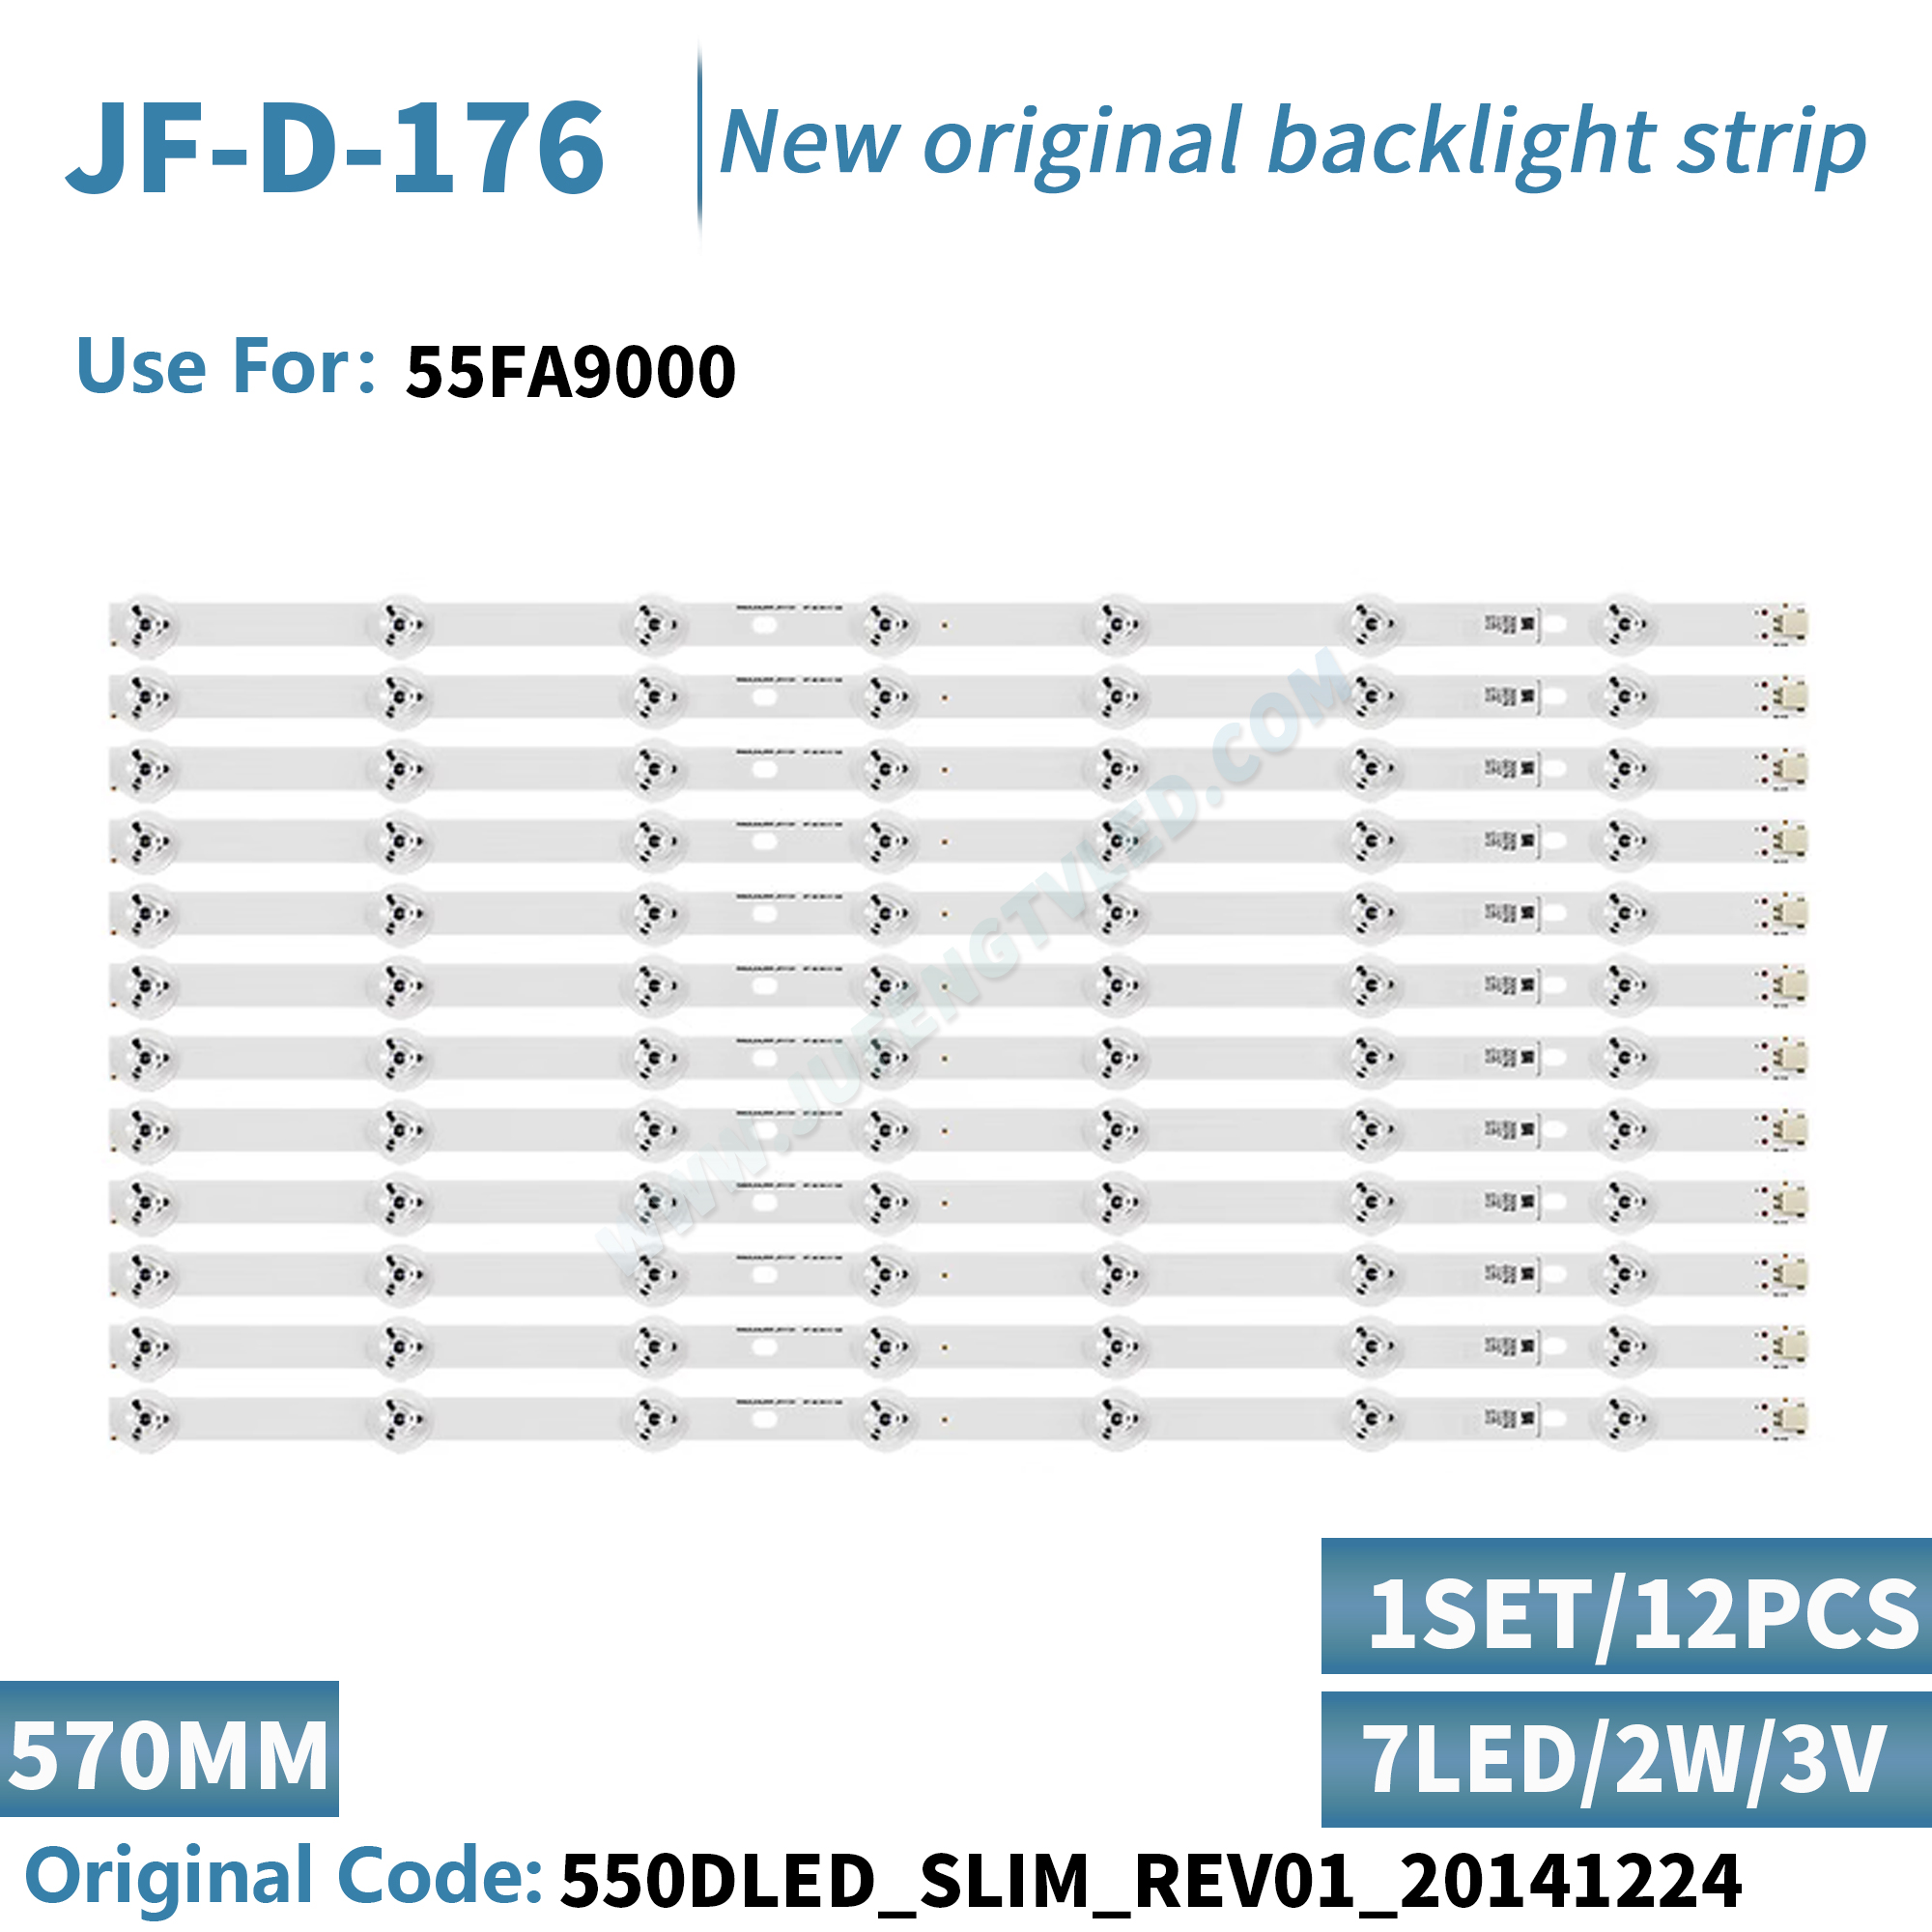 JF-D-176
New original backlight strip
Use For: 55FA9000
WWW.JUFENGTVLED.COM
1SET/12PCS
7LED/2W/3V
570MM
Original Code: 550DLED_SLIM_REV01_20141224